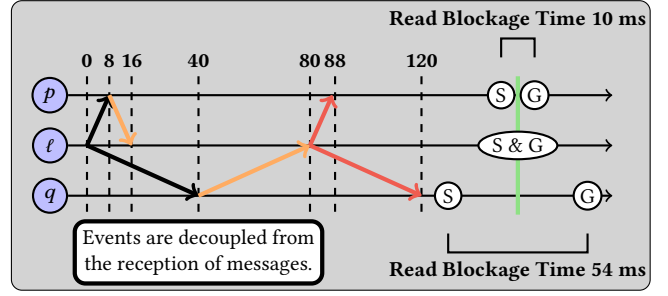 Read Blockage Time 10 ms
0 8 16 40 80 88 120
p S G
ℓ S & G
q S G
Events are decoupled from
the reception of messages.
Read Blockage Time 54 ms